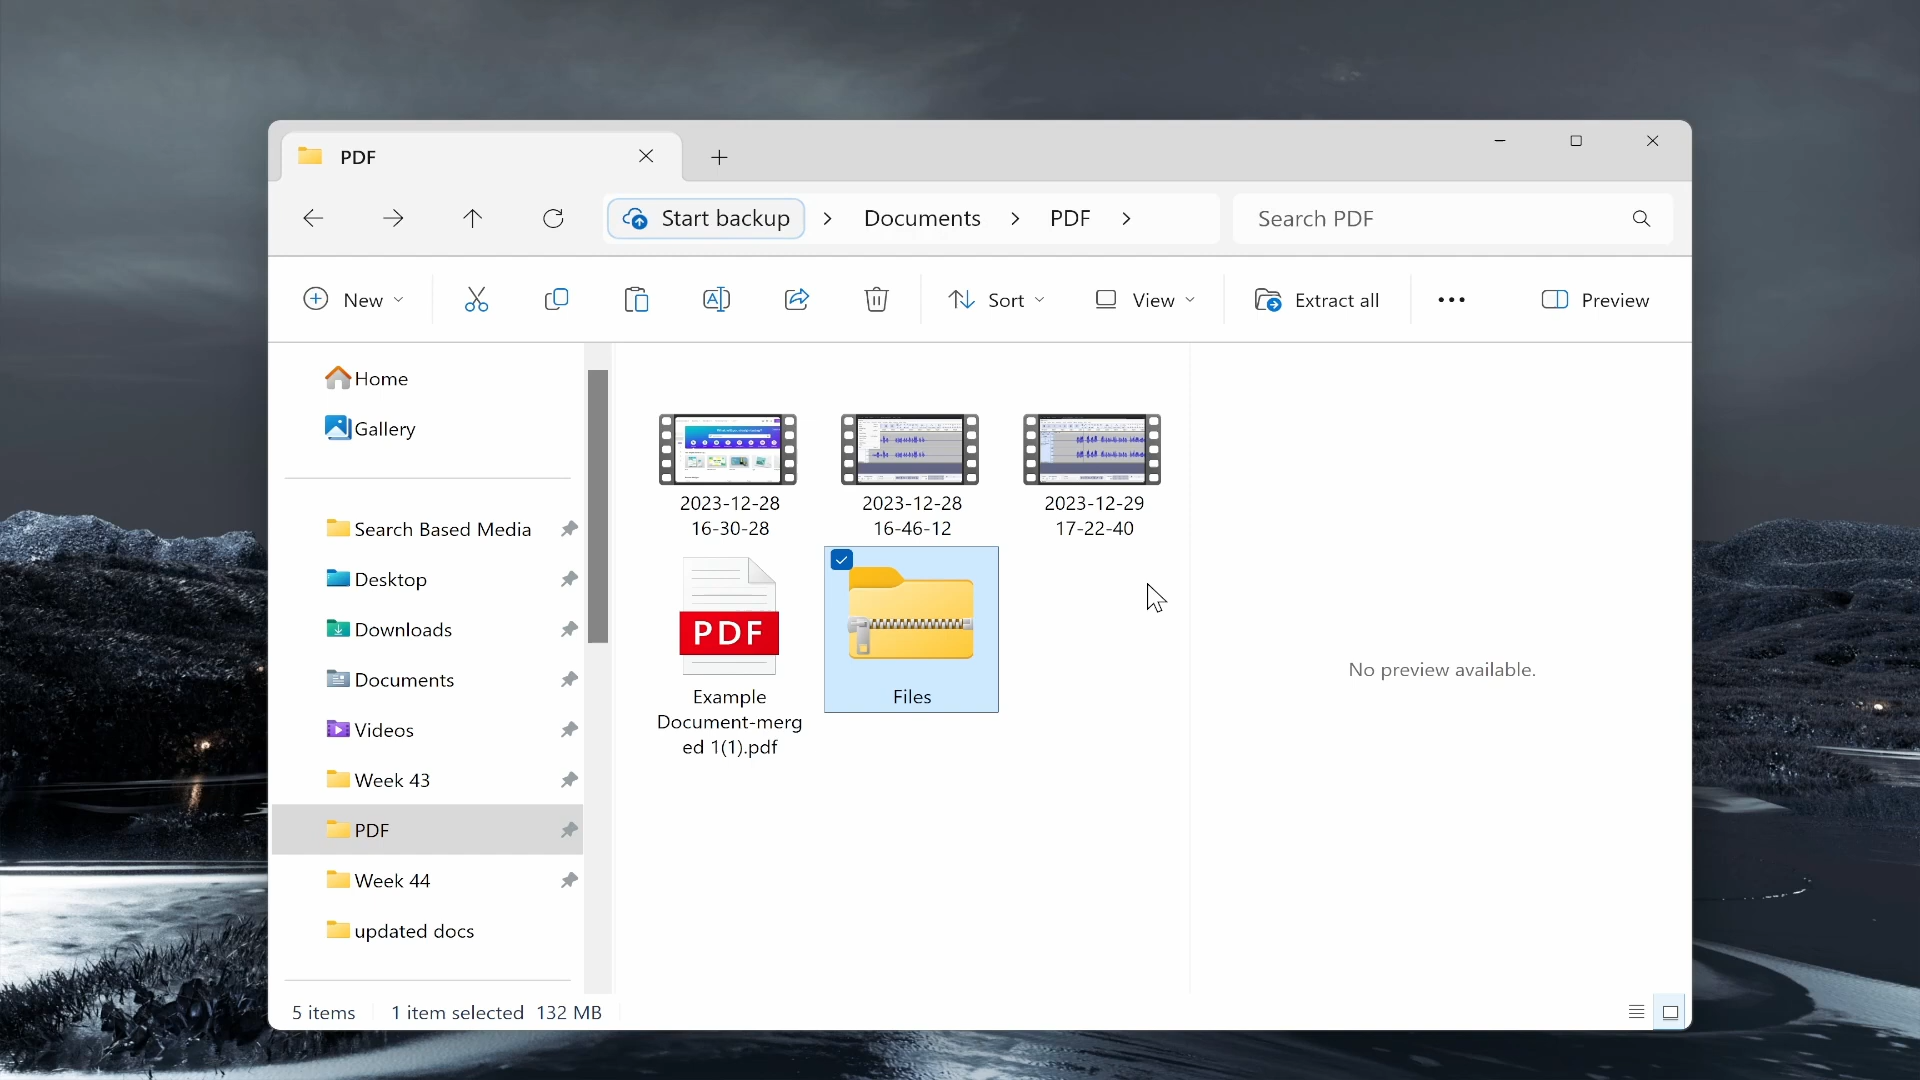 PDF
Start backup
Documents
PDF
Search PDF
New
Sort
View
Extract all
Preview
Home
Gallery
Search Based Media
Desktop
Downloads
Documents
Videos
Week 43
PDF
Week 44
updated docs
2023-12-28
16-30-28
2023-12-28
16-46-12
2023-12-29
17-22-40
PDF
Example
Document-merg
ed 1(1).pdf
Files
No preview available.
5 items
1 item selected 132 MB